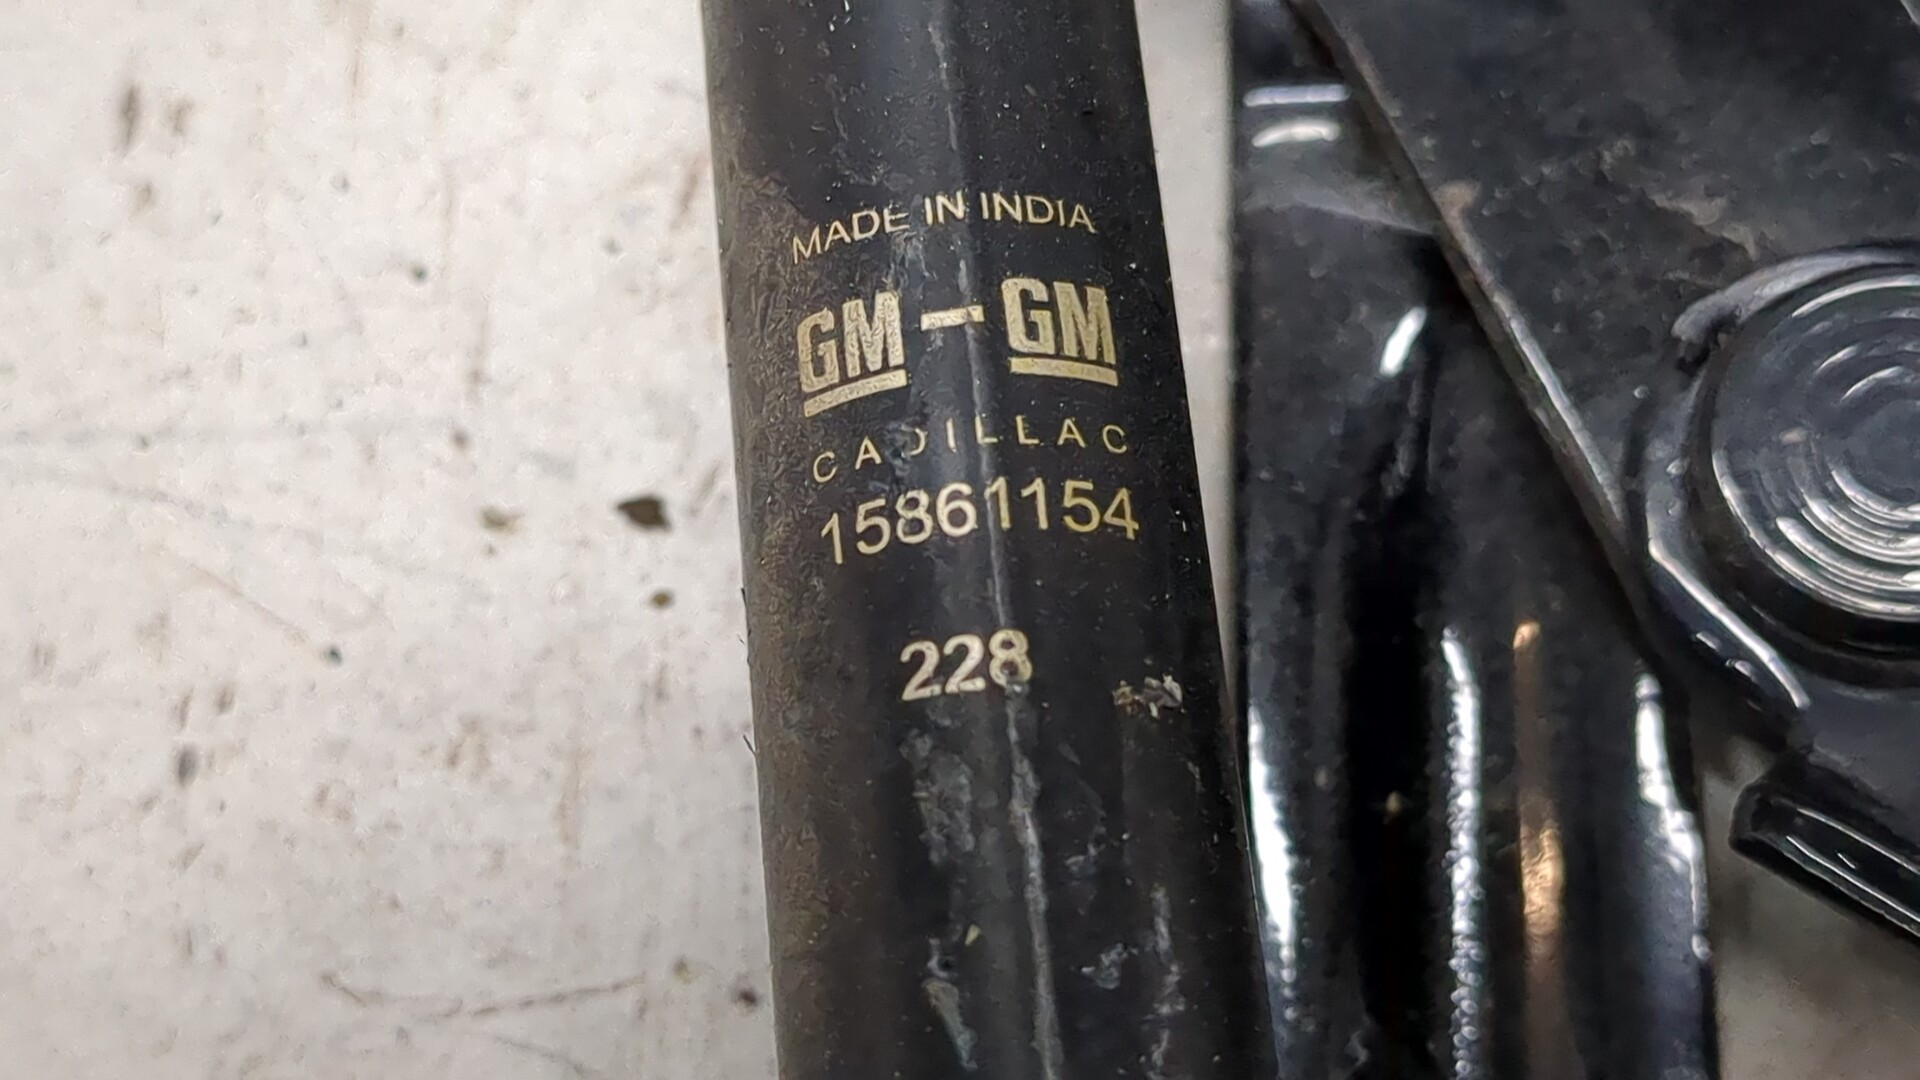 MADE IN INDIA
GM-GM
CADILLAC
15861154
228